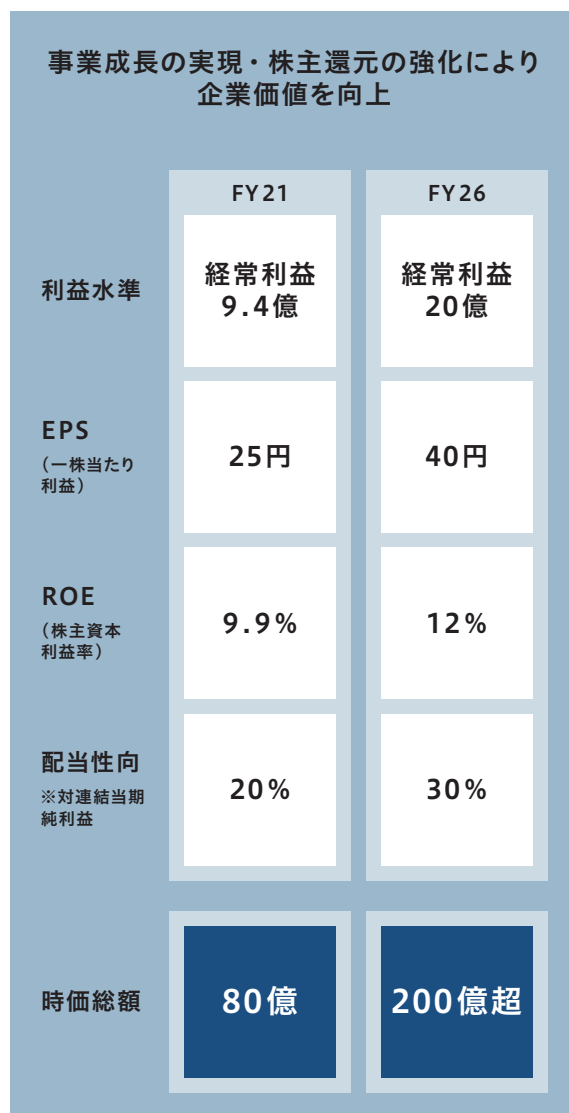 事業成長の実現・株主還元の強化により
企業価値を向上
FY21
FY26
利益水準
経常利益
9.4億
経常利益
20億
EPS
（一株当たり
利益）
25円
40円
ROE
（株主資本
利益率）
9.9%
12%
配当性向
※対連結当期
純利益
20%
30%
時価総額
80億
200億超